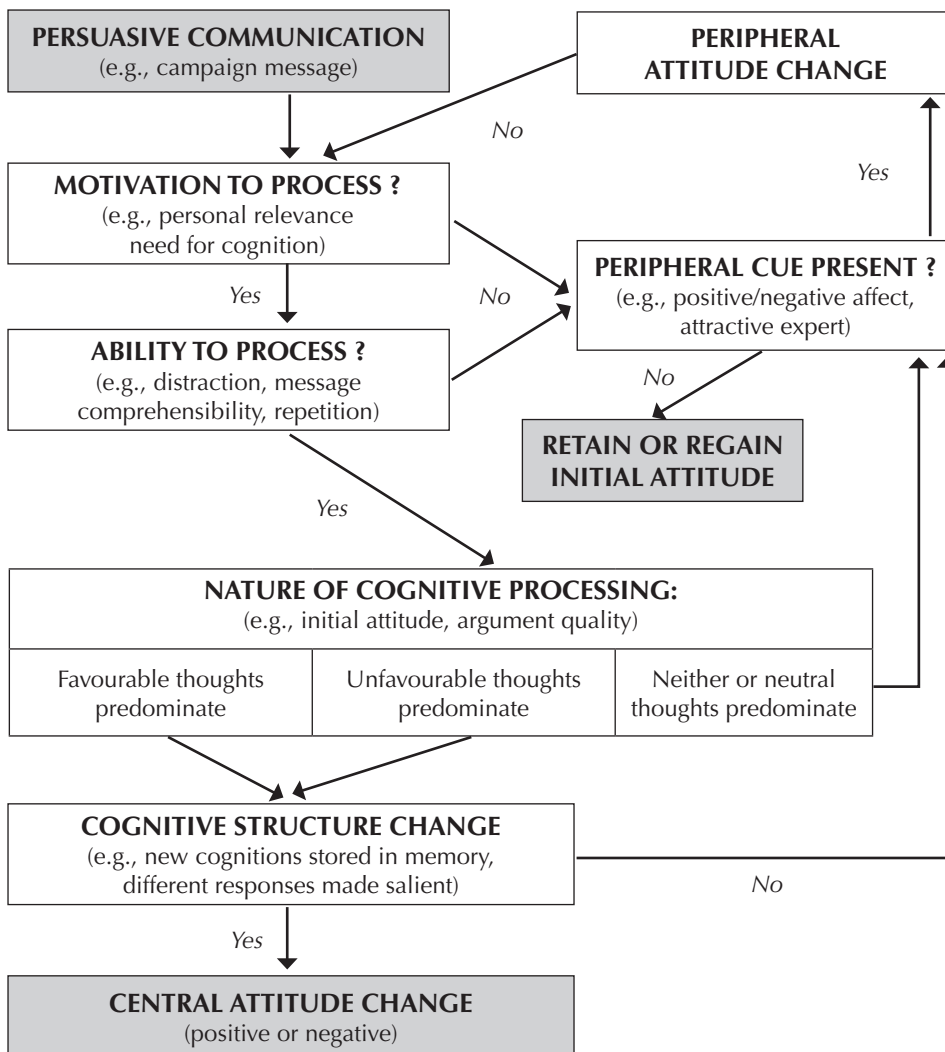 PERSUASIVE COMMUNICATION
(e.g., campaign message)
PERIPHERAL
ATTITUDE CHANGE
No
MOTIVATION TO PROCESS ?
(e.g., personal relevance
need for cognition)
Yes
PERIPHERAL CUE PRESENT ?
(e.g., positive/negative affect,
attractive expert)
Yes
No
ABILITY TO PROCESS ?
(e.g., distraction, message
comprehensibility, repetition)
No
RETAIN OR REGAIN
INITIAL ATTITUDE
Yes
NATURE OF COGNITIVE PROCESSING:
(e.g., initial attitude, argument quality)
Favourable thoughts
predominate
Unfavourable thoughts
predominate
Neither or neutral
thoughts predominate
COGNITIVE STRUCTURE CHANGE
(e.g., new cognitions stored in memory,
different responses made salient)
No
Yes
CENTRAL ATTITUDE CHANGE
(positive or negative)